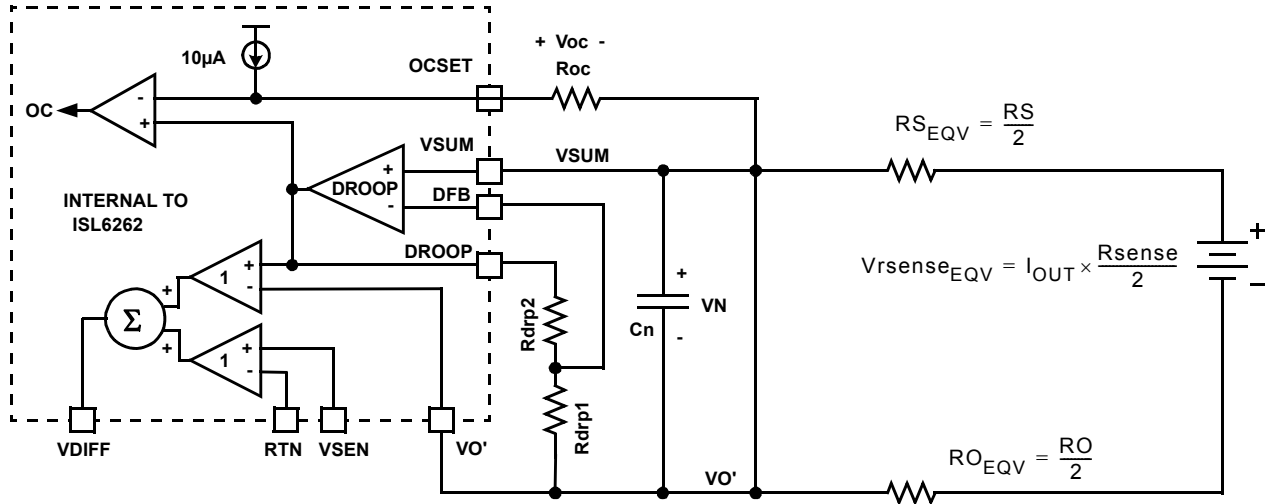 10µA
OCSET
+ Voc -
Roc
OC
-
+
VSUM
VSUM
+
DROOP
-
DFB
INTERNAL TO
ISL6262
DROOP
+
1
-
+
Σ
+
+
1
-
Rdrp2
Rdrp1
+
VN
Cn
-
RS_EQV = RS/2
Vrsense_EQV = I_OUT × Rsense/2
+
-
VDIFF
RTN
VSEN
VO'
VO'
RO_EQV = RO/2